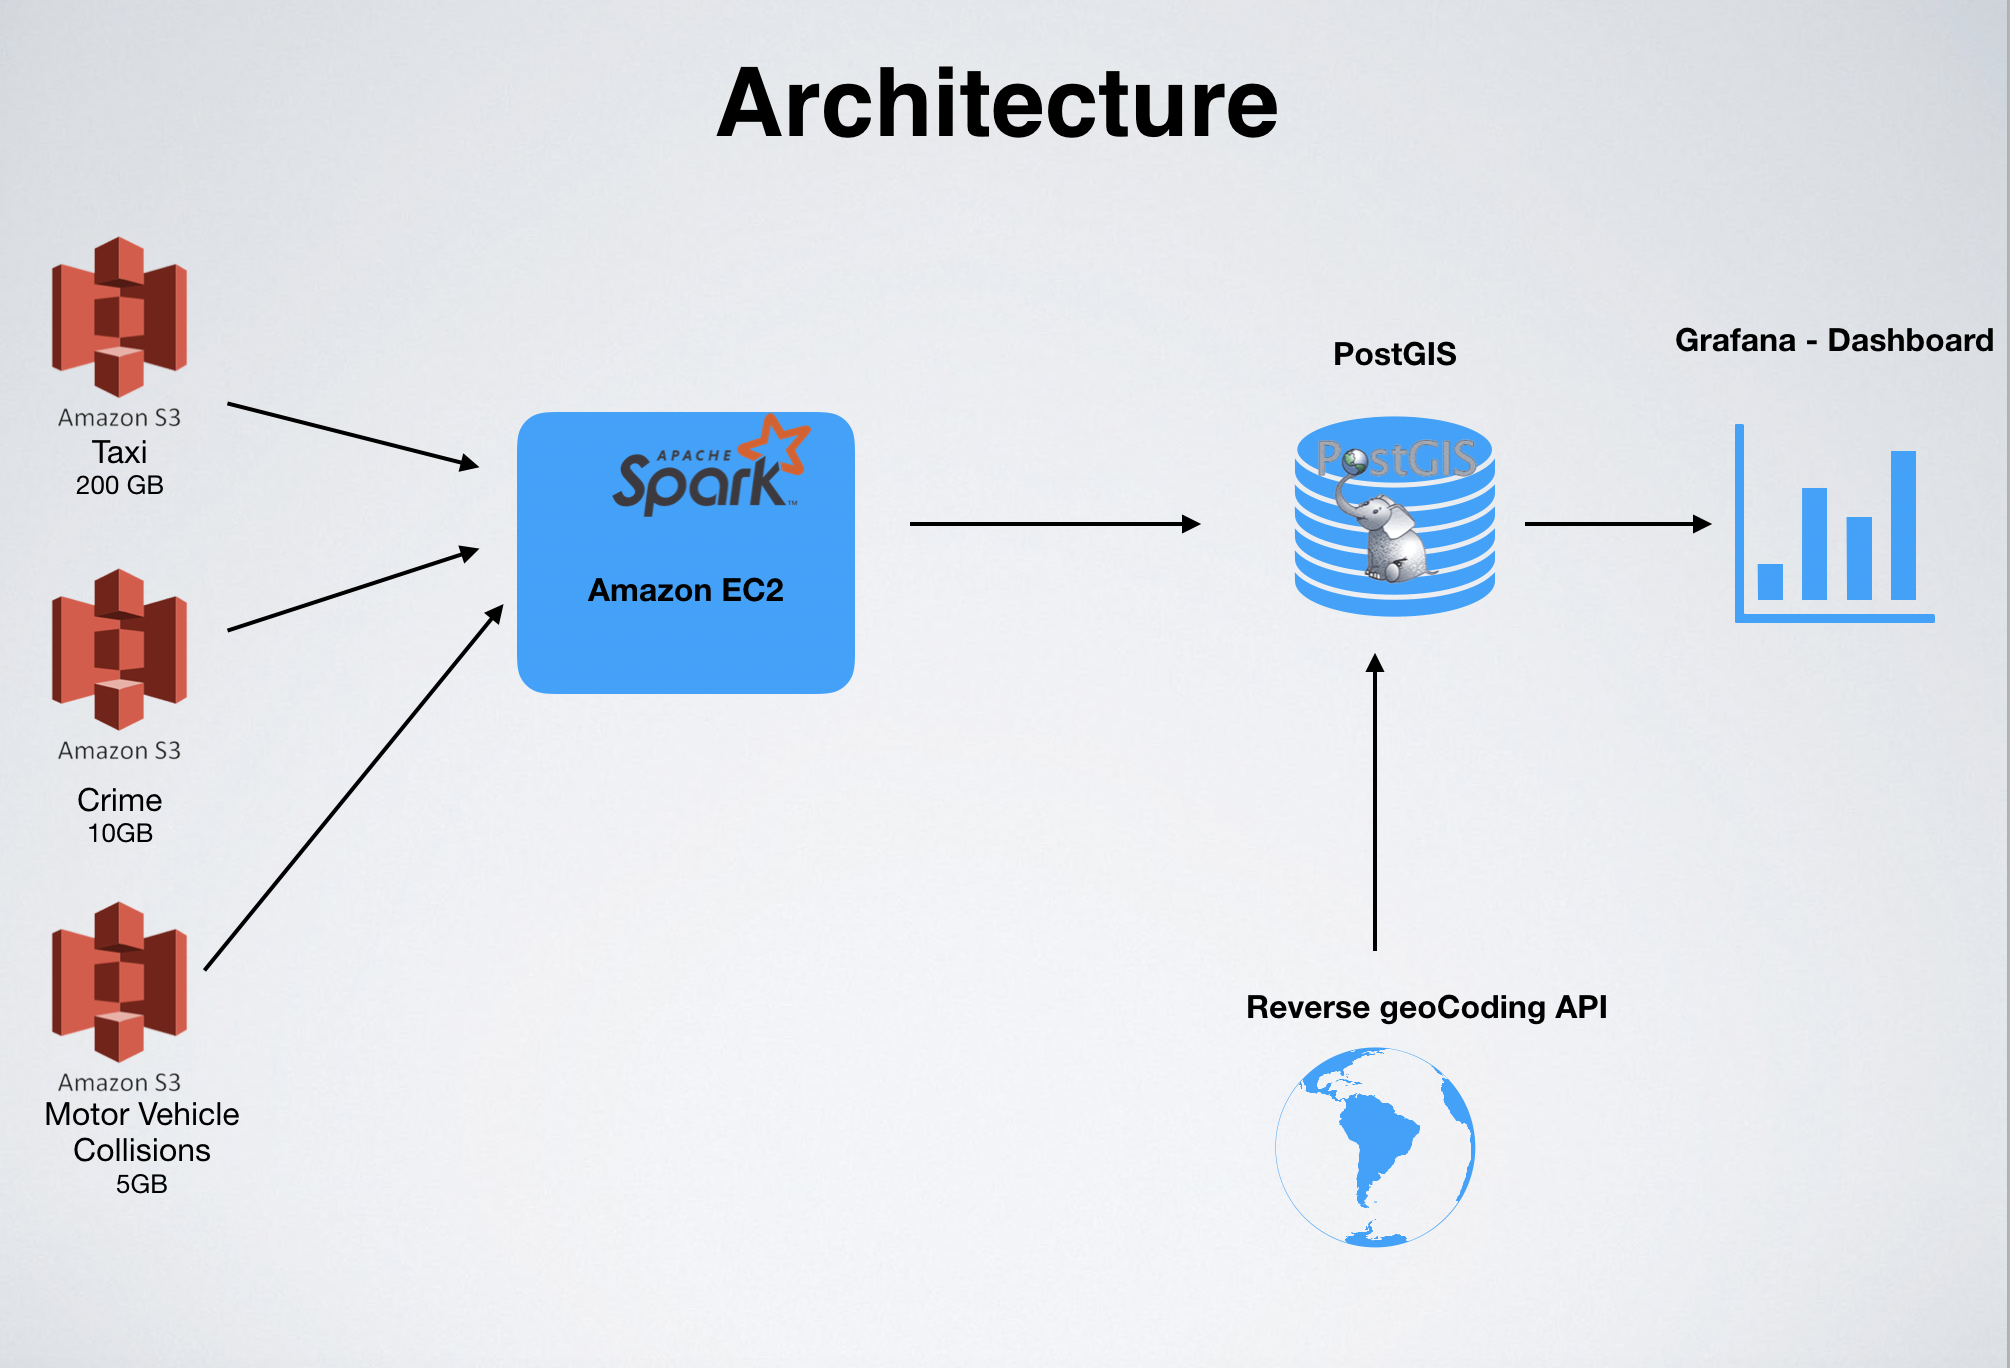 Architecture
Amazon S3
Taxi
200 GB
Amazon S3
Crime
10GB
Amazon S3
Motor Vehicle
Collisions
5GB
APACHE
Spark™
Amazon EC2
PostGIS
PostGIS
Grafana - Dashboard
Reverse geoCoding API